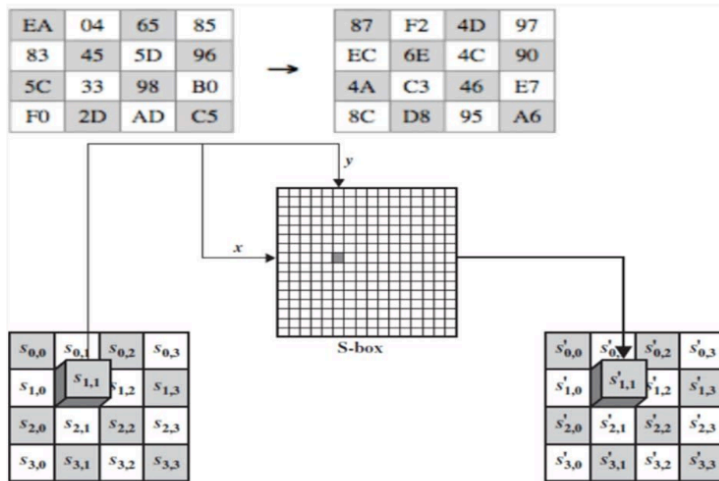 EA 04 65 85 87 F2 4D 97
83 45 5D 96 EC 6E 4C 90
5C 33 98 B0 4A C3 46 E7
F0 2D AD C5 8C D8 95 A6
y
x
S-box
s0,0 s0,1 s0,2 s0,3 s'0,0 s'0, s'0,2 s'0,3
s1,0 s1,1 s1,2 s1,3 s'1,0 s'1,1 s'1,2 s'1,3
s2,0 s2,1 s2,2 s2,3 s'2,0 s'2,1 s'2,2 s'2,3
s3,0 s3,1 s3,2 s3,3 s'3,0 s'3,1 s'3,2 s'3,3